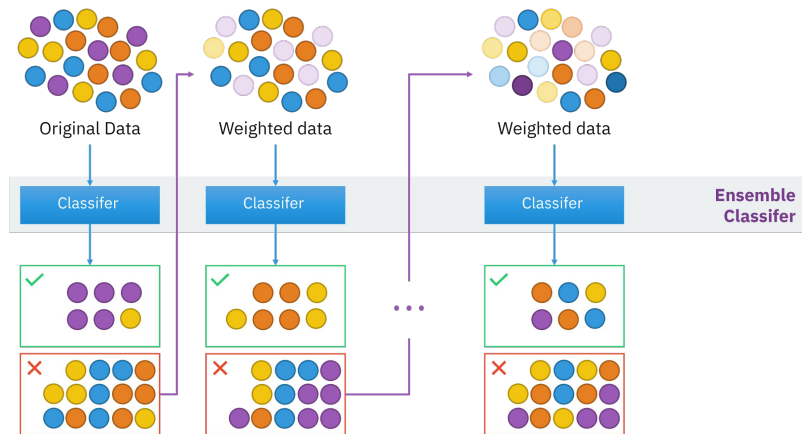 Original Data
Weighted data
Weighted data
Classifer
Classifer
Classifer
Ensemble
Classifer